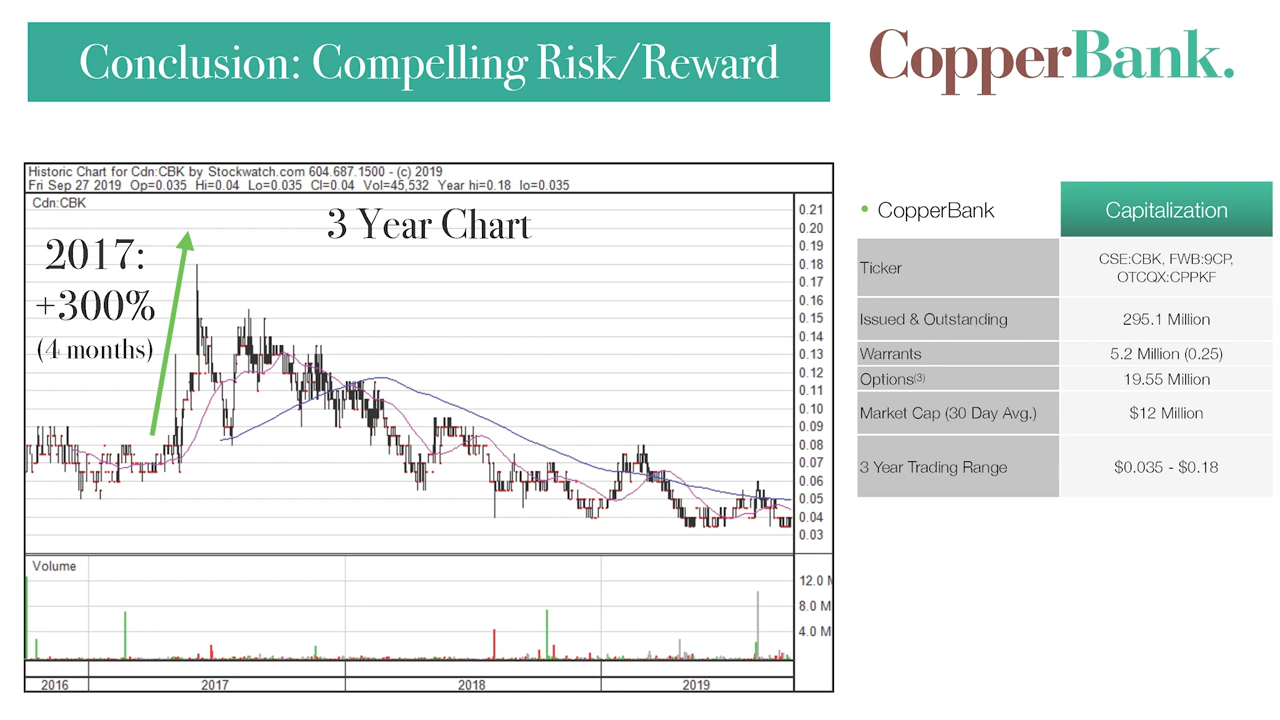 Conclusion: Compelling Risk/Reward
CopperBank.
Historic Chart for Cdn:CBK by Stockwatch.com 604.687.1500 - (c) 2019
Fri Sep 27 2019 Op=0.035 Hi=0.04 Lo=0.035 Cl=0.04 Vol=45,532 Year hi=0.18 lo=0.035
Cdn:CBK
3 Year Chart
2017:
+300%
(4 months)
0.21
0.20
0.19
0.18
0.17
0.16
0.15
0.14
0.13
0.12
0.11
0.10
0.09
0.08
0.07
0.06
0.05
0.04
0.03
Volume
12.0 M
8.0 M
4.0 M
2016 2017 2018 2019
• CopperBank Capitalization
Ticker CSE:CBK, FWB:9CP,
OTCQX:CPPKF
Issued & Outstanding 295.1 Million
Warrants 5.2 Million (0.25)
Options(3) 19.55 Million
Market Cap (30 Day Avg.) $12 Million
3 Year Trading Range $0.035 - $0.18